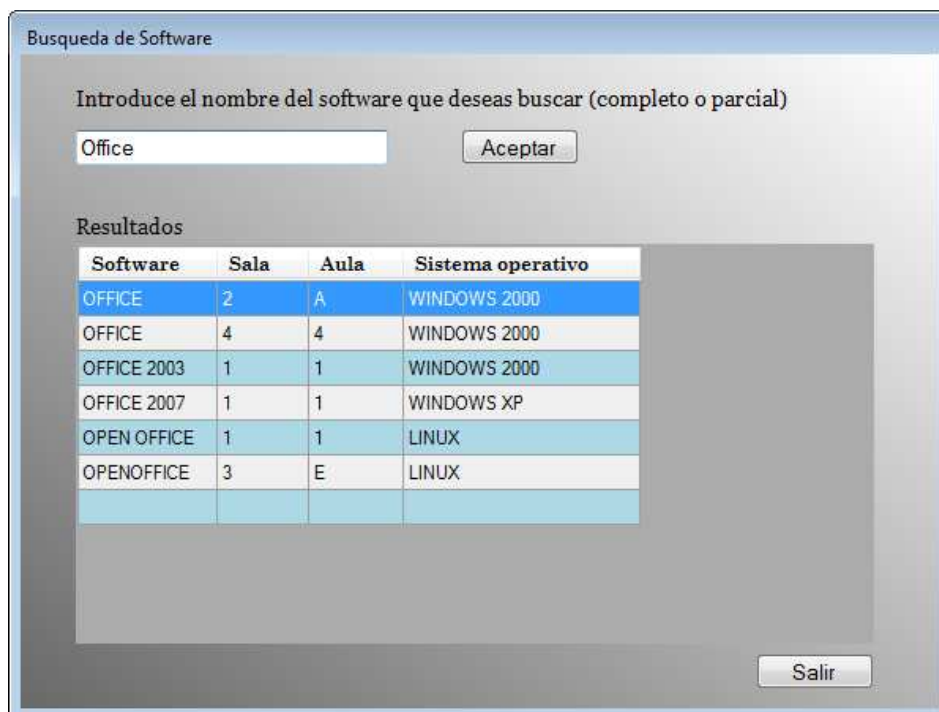 Busqueda de Software
Introduce el nombre del software que deseas buscar (completo o parcial)
Office Aceptar
Resultados
Software Sala Aula Sistema operativo
OFFICE 2 A WINDOWS 2000
OFFICE 4 4 WINDOWS 2000
OFFICE 2003 1 1 WINDOWS 2000
OFFICE 2007 1 1 WINDOWS XP
OPEN OFFICE 1 1 LINUX
OPENOFFICE 3 E LINUX
Salir